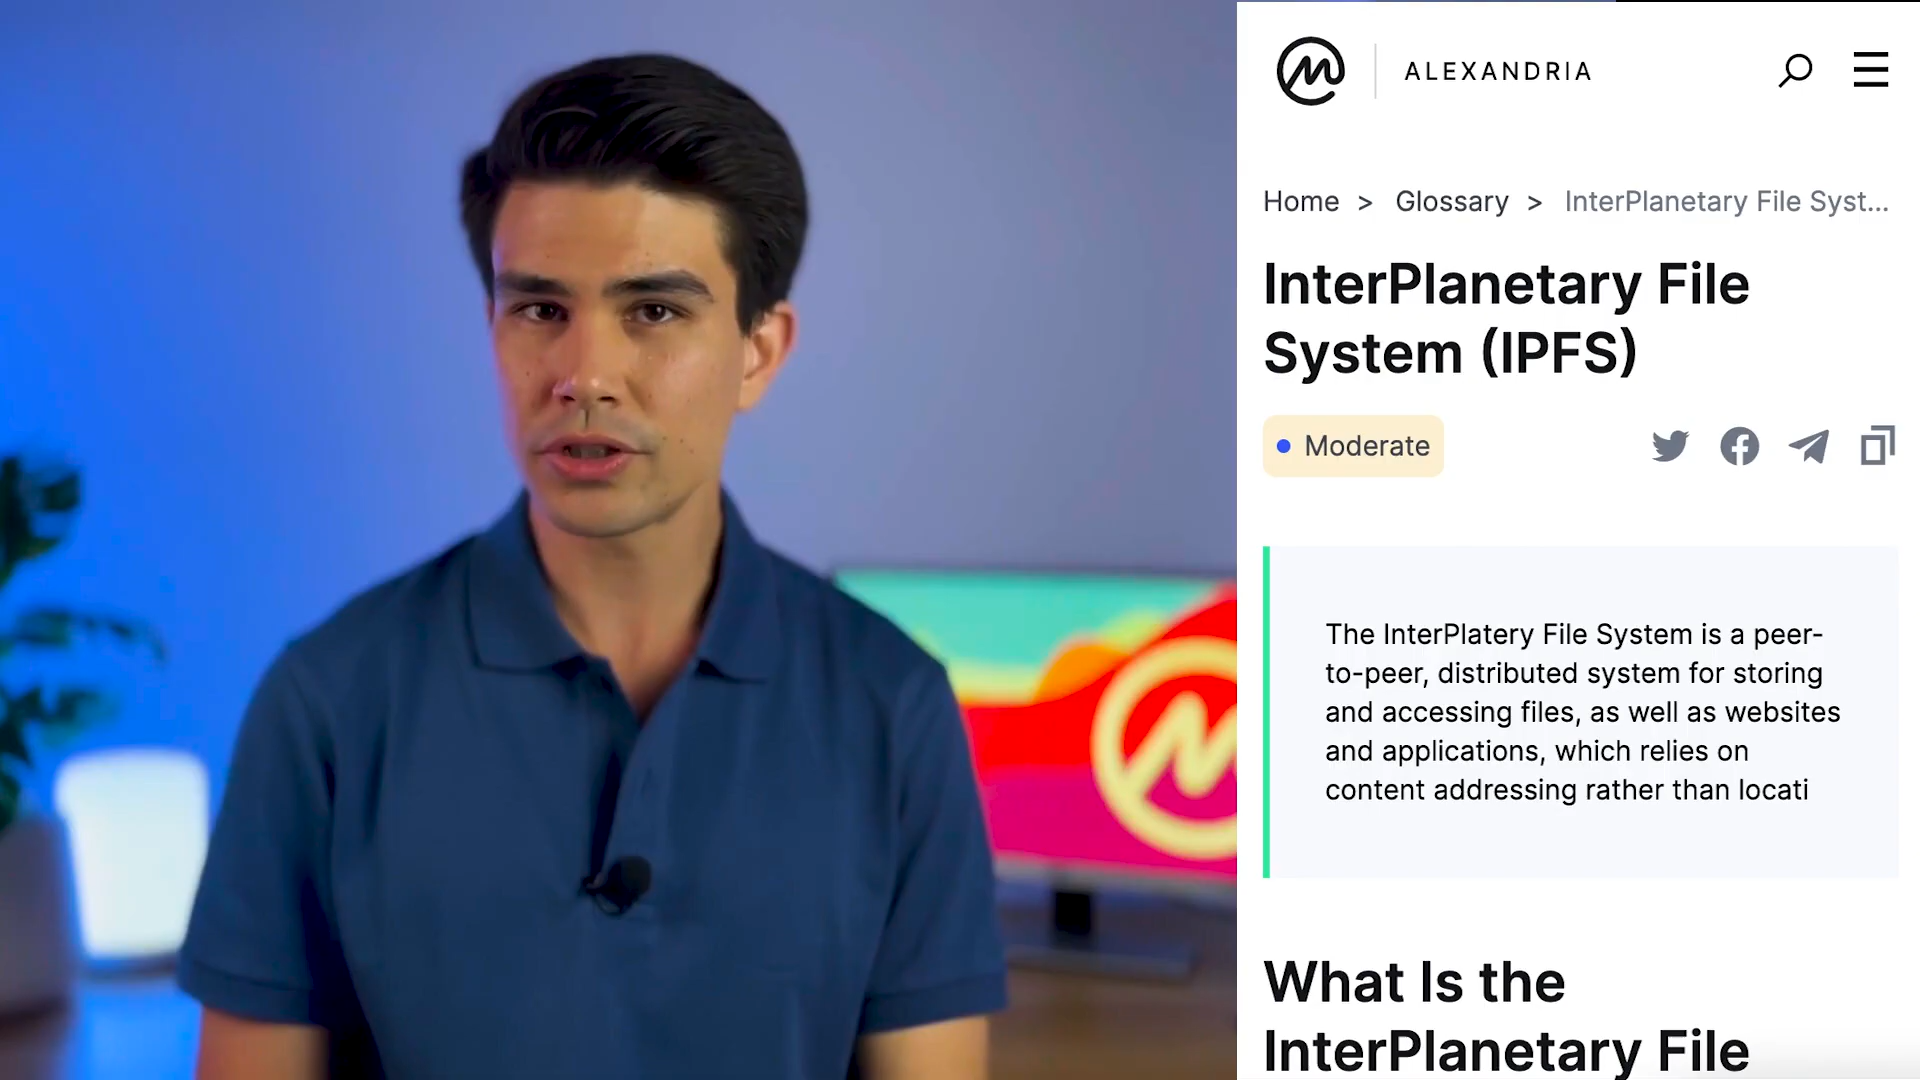 ALEXANDRIA
Home > Glossary > InterPlanetary File Syst...
InterPlanetary File
System (IPFS)
Moderate
The InterPlatery File System is a peer-
to-peer, distributed system for storing
and accessing files, as well as websites
and applications, which relies on
content addressing rather than locati
What Is the
InterPlanetary File